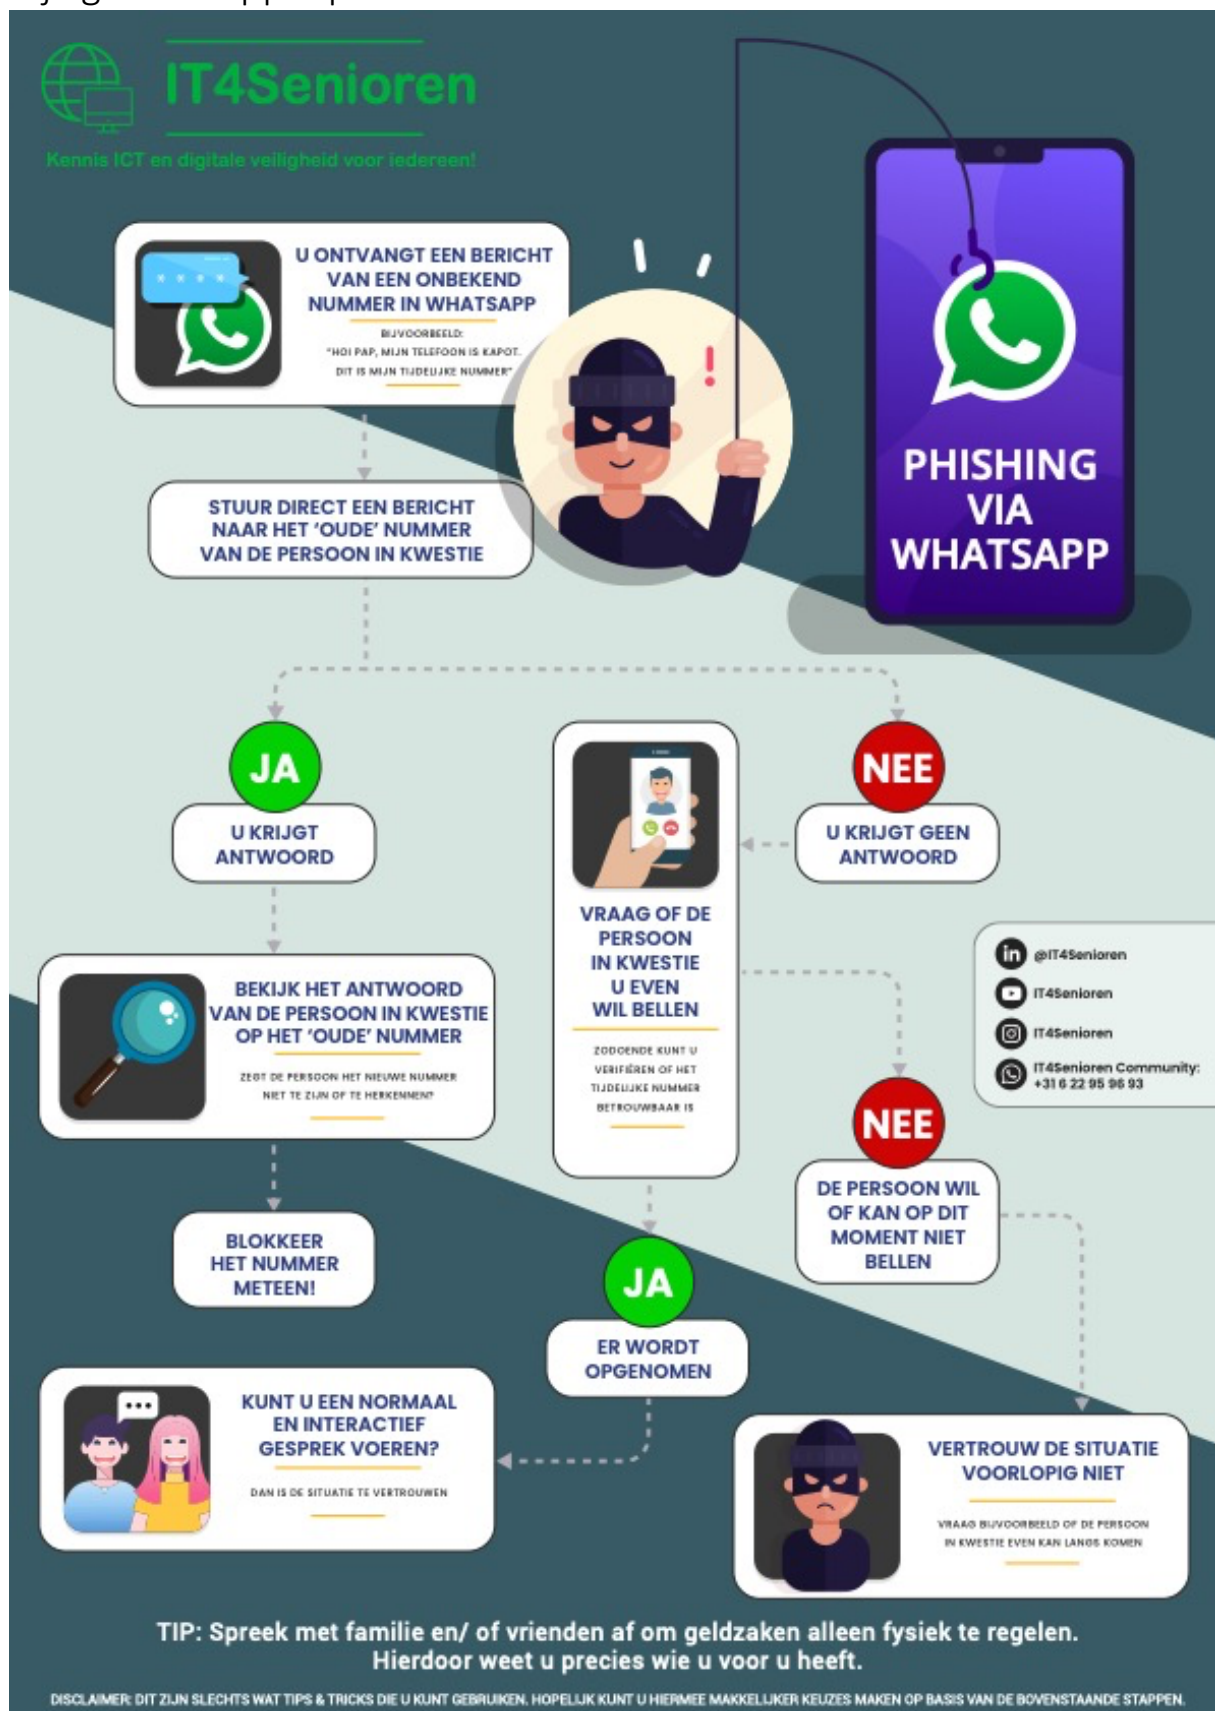 IT4Senioren
Kennis ICT en digitale veiligheid voor iedereen!
U ONTVANGT EEN BERICHT
VAN EEN ONBEKEND
NUMMER IN WHATSAPP
BIJVOORBEELD:
"HOI PAP, MIJN TELEFOON IS KAPOT.
DIT IS MIJN TIJDELIJKE NUMMER"
PHISHING
VIA
WHATSAPP
STUUR DIRECT EEN BERICHT
NAAR HET 'OUDE' NUMMER
VAN DE PERSOON IN KWESTIE
JA
U KRIJGT
ANTWOORD
NEE
U KRIJGT GEEN
ANTWOORD
VRAAG OF DE
PERSOON
IN KWESTIE
U EVEN
WIL BELLEN
ZODOENDE KUNT U
VERIFIËREN OF HET
TIJDELIJKE NUMMER
BETROUWBAAR IS
@IT4Senioren
IT4Senioren
IT4Senioren
IT4Senioren Community:
+31 6 22 95 96 93
BEKIJK HET ANTWOORD
VAN DE PERSOON IN KWESTIE
OP HET 'OUDE' NUMMER
ZEGT DE PERSOON HET NIEUWE NUMMER
NIET TE ZIJN OF TE HERKENNEN?
NEE
DE PERSOON WIL
OF KAN OP DIT
MOMENT NIET
BELLEN
BLOKKEER
HET NUMMER
METEEN!
JA
ER WORDT
OPGENOMEN
KUNT U EEN NORMAAL
EN INTERACTIEF
GESPREK VOEREN?
DAN IS DE SITUATIE TE VERTROUWEN
VERTROUW DE SITUATIE
VOORLOPIG NIET
VRAAG BIJVOORBEELD OF DE PERSOON
IN KWESTIE EVEN KAN LANGS KOMEN
TIP: Spreek met familie en/ of vrienden af om geldzaken alleen fysiek te regelen.
Hierdoor weet u precies wie u voor u heeft.
DISCLAIMER: DIT ZIJN SLECHTS WAT TIPS & TRICKS DIE U KUNT GEBRUIKEN. HOPELIJK KUNT U HIERMEE MAKKELIJKER KEUZES MAKEN OP BASIS VAN DE BOVENSTAANDE STAPPEN.